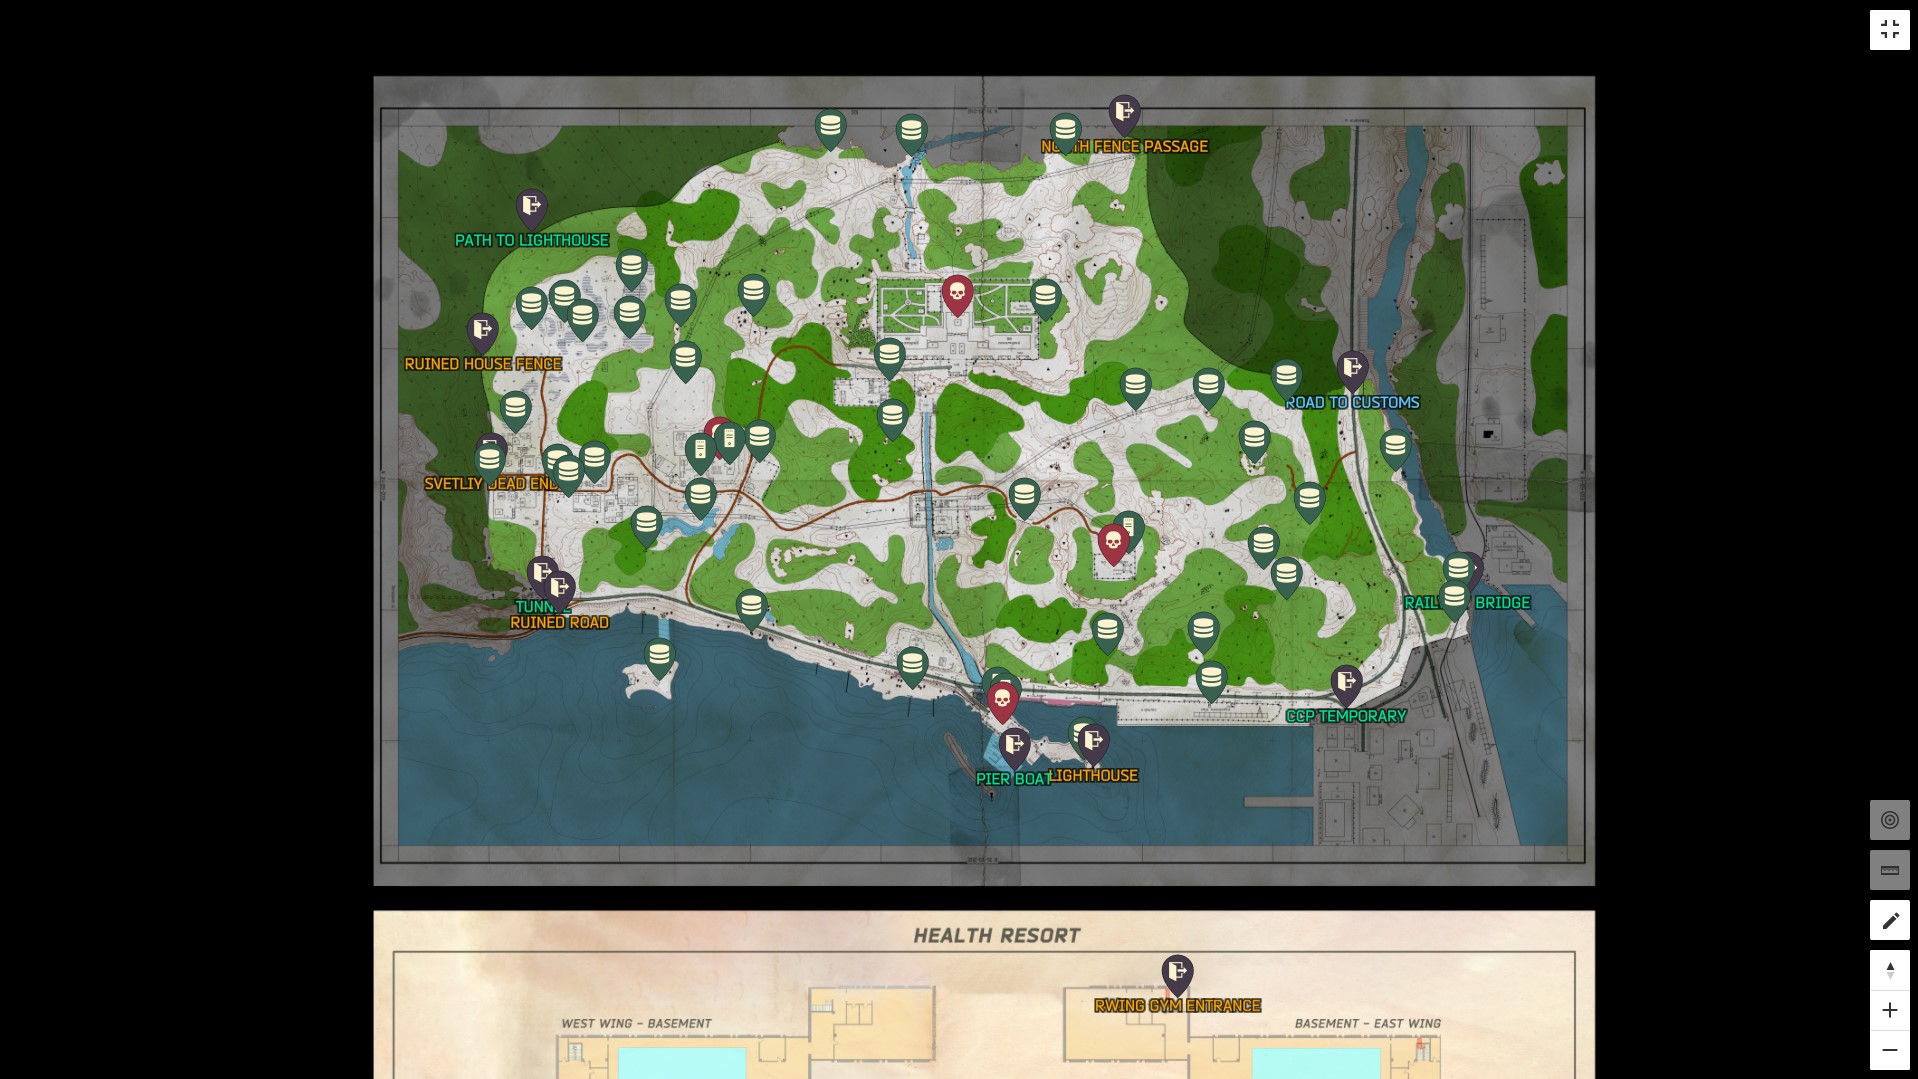 NORTH FENCE PASSAGE
PATH TO LIGHTHOUSE
RUINED HOUSE FENCE
ROAD TO CUSTOMS
SVETLIY DEAD END
TUNNEL
RUINED ROAD
BRIDGE
CCP TEMPORARY
PIER BOAT
LIGHTHOUSE
HEALTH RESORT
RWING GYM ENTRANCE
WEST WING - BASEMENT
BASEMENT - EAST WING